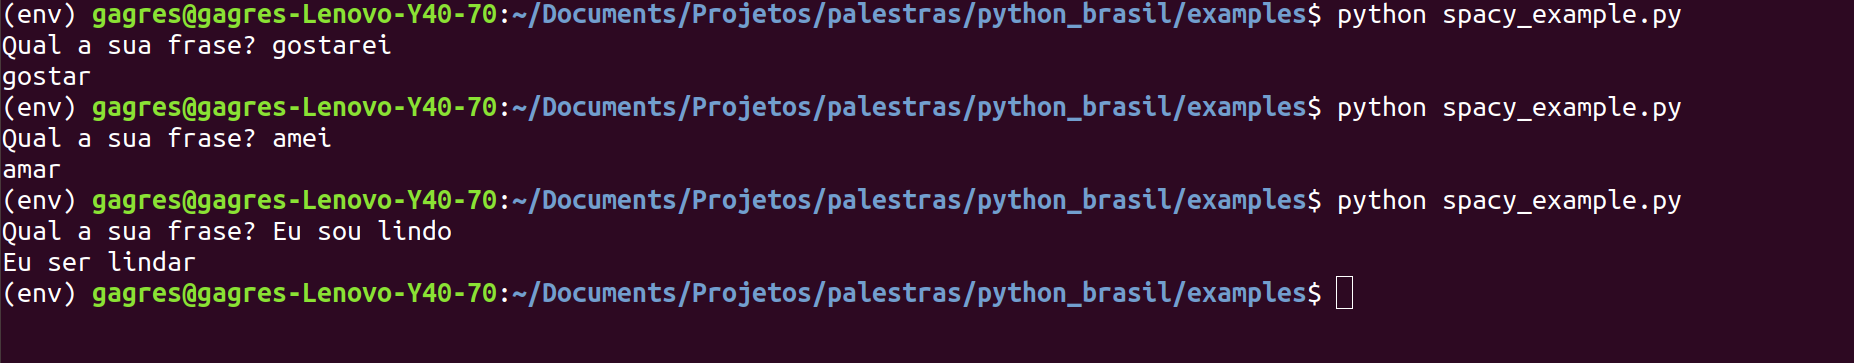 (env) gagres@gagres-Lenovo-Y40-70:~/Documents/Projetos/palestras/python_brasil/examples$ python spacy_example.py
Qual a sua frase? gostarei
gostar
(env) gagres@gagres-Lenovo-Y40-70:~/Documents/Projetos/palestras/python_brasil/examples$ python spacy_example.py
Qual a sua frase? amei
amar
(env) gagres@gagres-Lenovo-Y40-70:~/Documents/Projetos/palestras/python_brasil/examples$ python spacy_example.py
Qual a sua frase? Eu sou lindo
Eu ser lindar
(env) gagres@gagres-Lenovo-Y40-70:~/Documents/Projetos/palestras/python_brasil/examples$